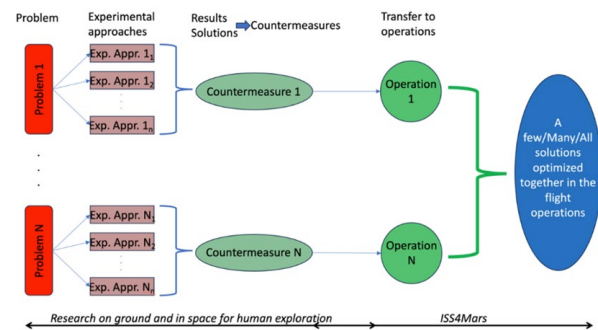 Problem
Experimental
approaches
Results
Solutions
Countermeasures
Transfer to
operations
Problem 1
Exp. Appr. 1₁
Exp. Appr. 1₂
Exp. Appr. 1ₙ
Countermeasure 1
Operation
1
A
few/Many/All
solutions
optimized
together in the
flight
operations
Problem N
Exp. Appr. N₁
Exp. Appr. N₂
Exp. Appr. Nₙ
Countermeasure N
Operation
N
Research on ground and in space for human exploration
ISS4Mars